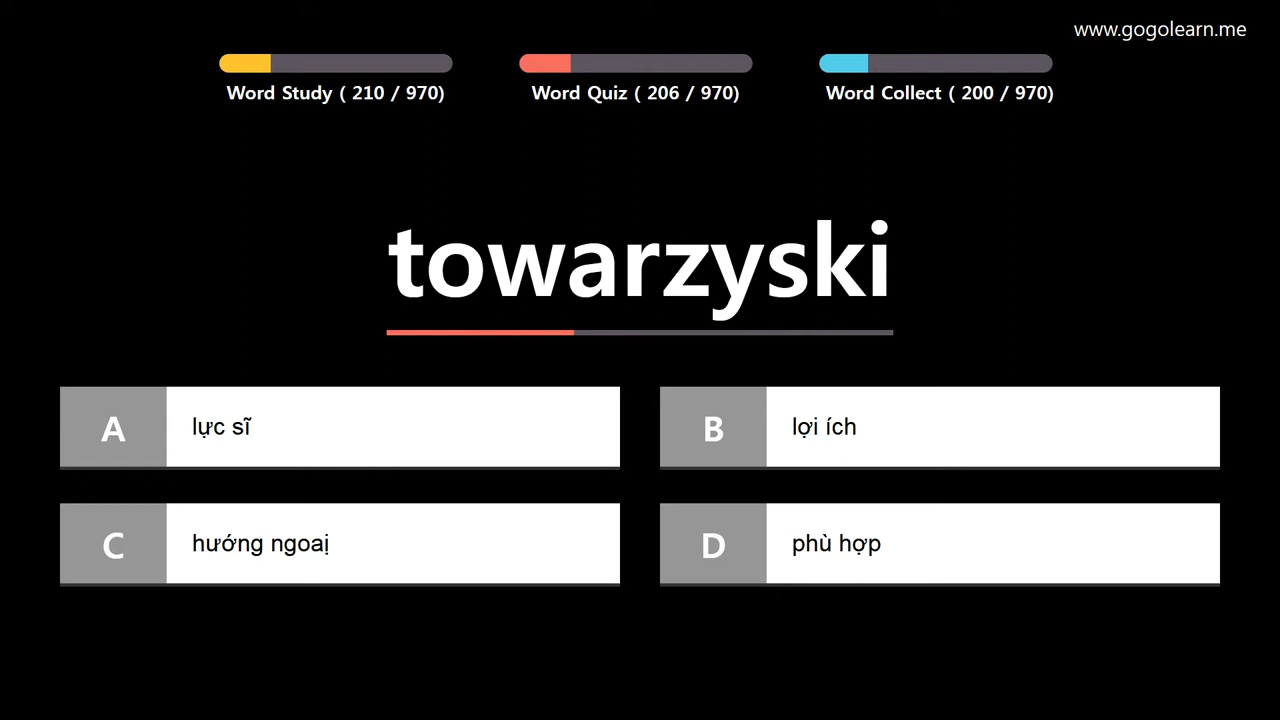 www.gogolearn.me
Word Study ( 210 / 970)
Word Quiz ( 206 / 970)
Word Collect ( 200 / 970)
towarzyski
A
lực sĩ
B
lợi ích
C
hướng ngoại
D
phù hợp